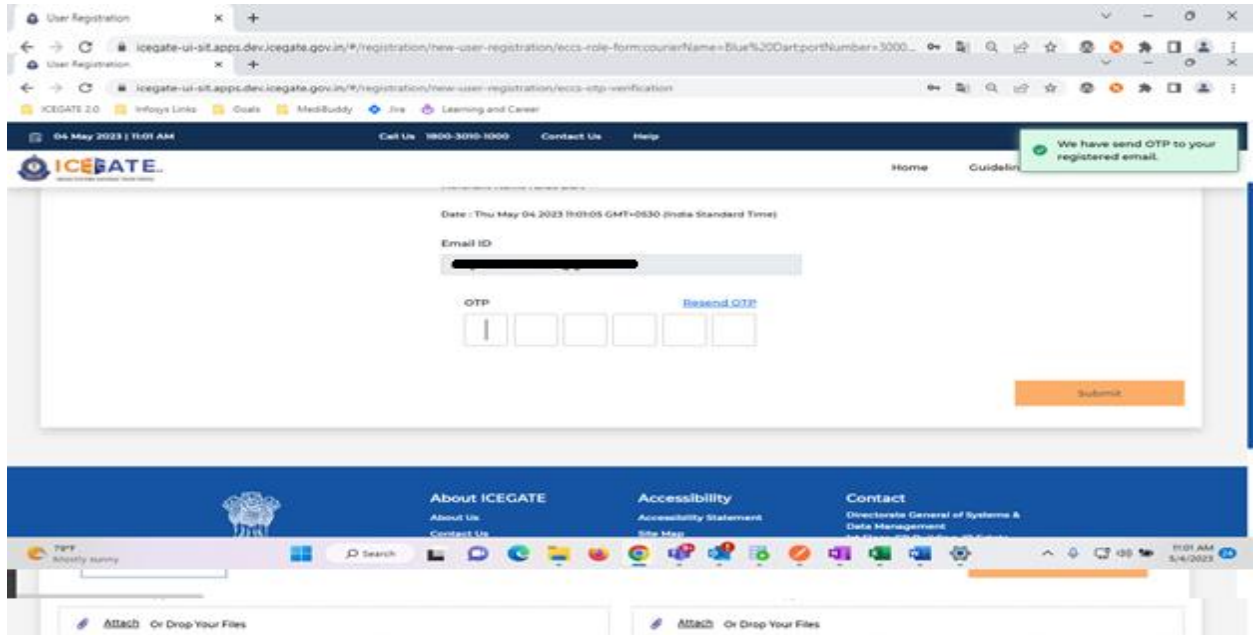 User Registration
icegate-ui-sit.apps.dev.icegate.gov.in/#/registration/new-user-registration/eccs-role-form;courierName=Blue%20Dart;portNumber=3000...
User Registration
icegate-ui-sit.apps.dev.icegate.gov.in/#/registration/new-user-registration/eccs-otp-verification
ICEGATE 2.0 Infosys Links Goals MediBuddy Jira Learning and Career
04 May 2023 | 11:01 AM Call Us 1800-3010-1000 Contact Us Help
We have send OTP to your
registered email.
ICEGATE
Home Guidelin
Date : Thu May 04 2023 11:01:05 GMT+0530 (India Standard Time)
Email ID
OTP Resend OTP
Submit
About ICEGATE Accessibility Contact
About Us Accessibility Statement Directorate General of Systems &
Data Management
Contact Us Site Map
78°F
Mostly sunny
Search
11:01 AM
5/4/2023
Attach Or Drop Your Files Attach Or Drop Your Files